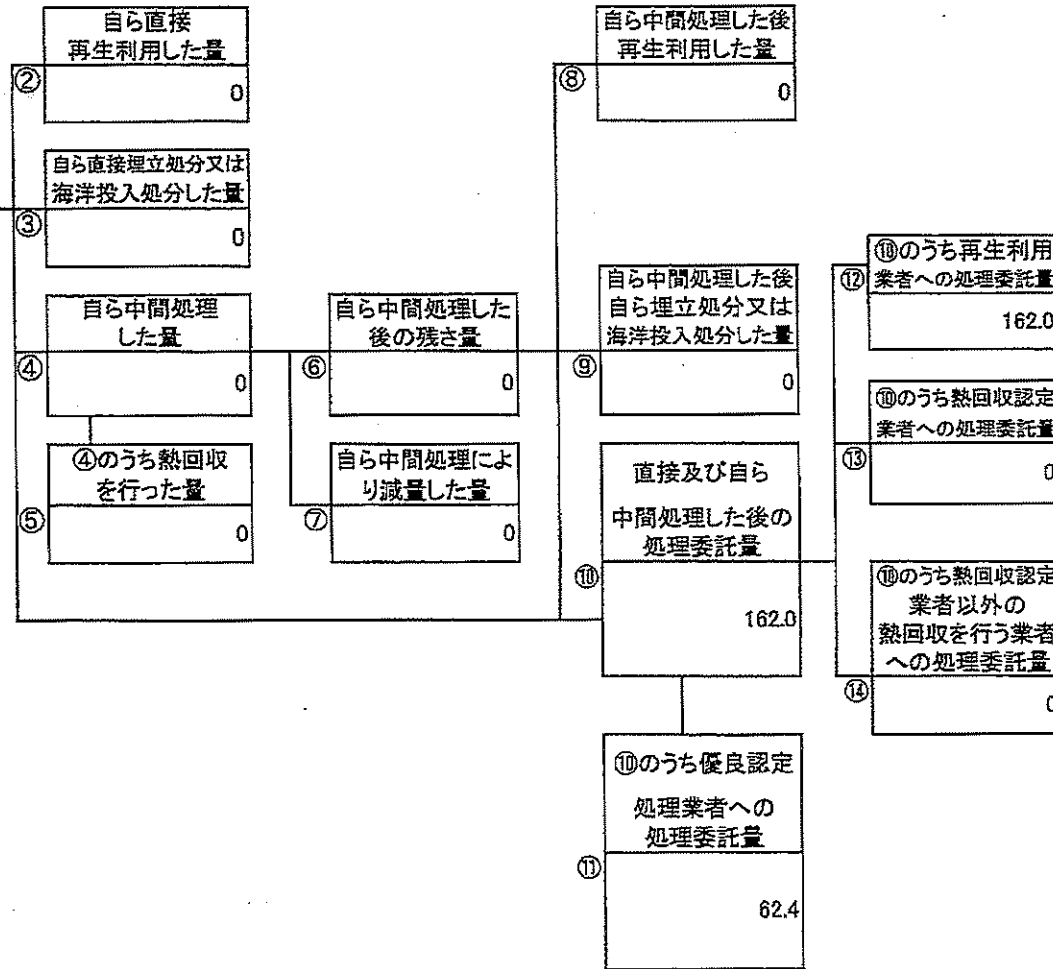 自ら直接
再生利用した量
②
0
自ら直接埋立処分又は
海洋投入処分した量
③
0
自ら中間処理
した量
④
0
④のうち熱回収
を行った量
⑤
0
自ら中間処理した
後の残さ量
⑥
0
自ら中間処理によ
り減量した量
⑦
0
自ら中間処理した後
再生利用した量
⑧
0
自ら中間処理した後
自ら埋立処分又は
海洋投入処分した量
⑨
0
直接及び自ら
中間処理した後の
処理委託量
⑩
162.0
⑩のうち優良認定
処理業者への
処理委託量
⑪
62.4
⑩のうち再生利用
業者への処理委託量
⑫
162.0
⑩のうち熱回収認定
業者への処理委託量
⑬
0
⑩のうち熱回収認定
業者以外の
熱回収を行う業者
への処理委託量
⑭
0